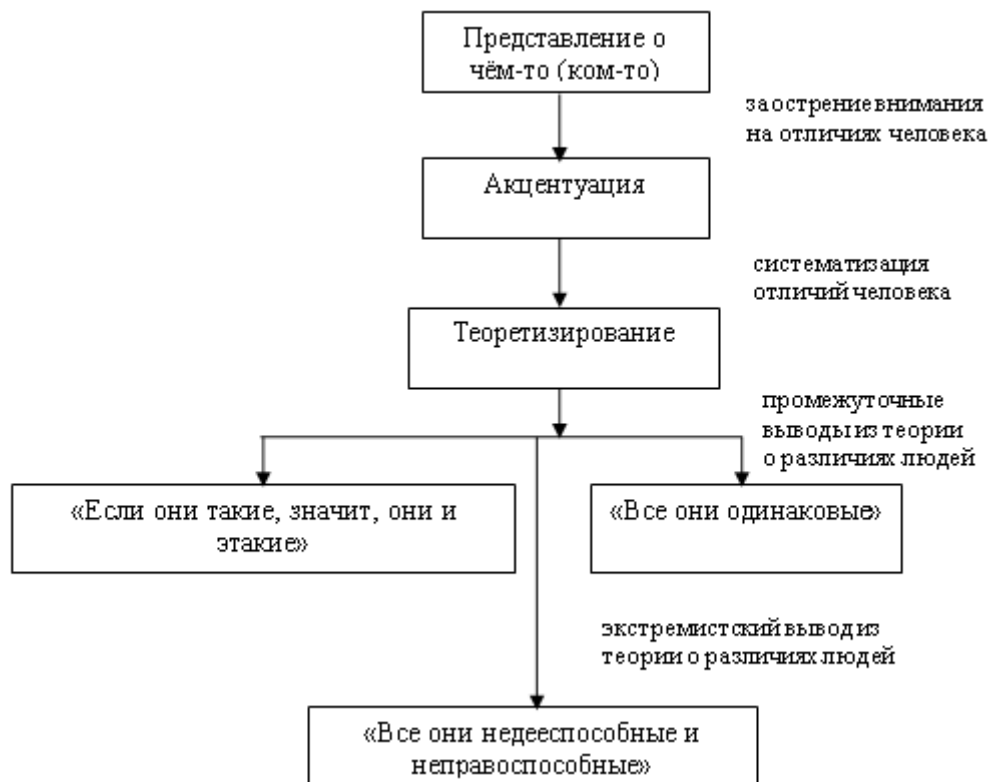 Представление о
чём-то (ком-то)
заострение внимания
на отличиях человека
Акцентуация
систематизация
отличий человека
Теоретизирование
промежуточные
выводы из теории
о различиях людей
«Если они такие, значит, они и
этакие»
«Все они одинаковые»
экстремистский вывод из
теории о различиях людей
«Все они недееспособные и
неправоспособные»